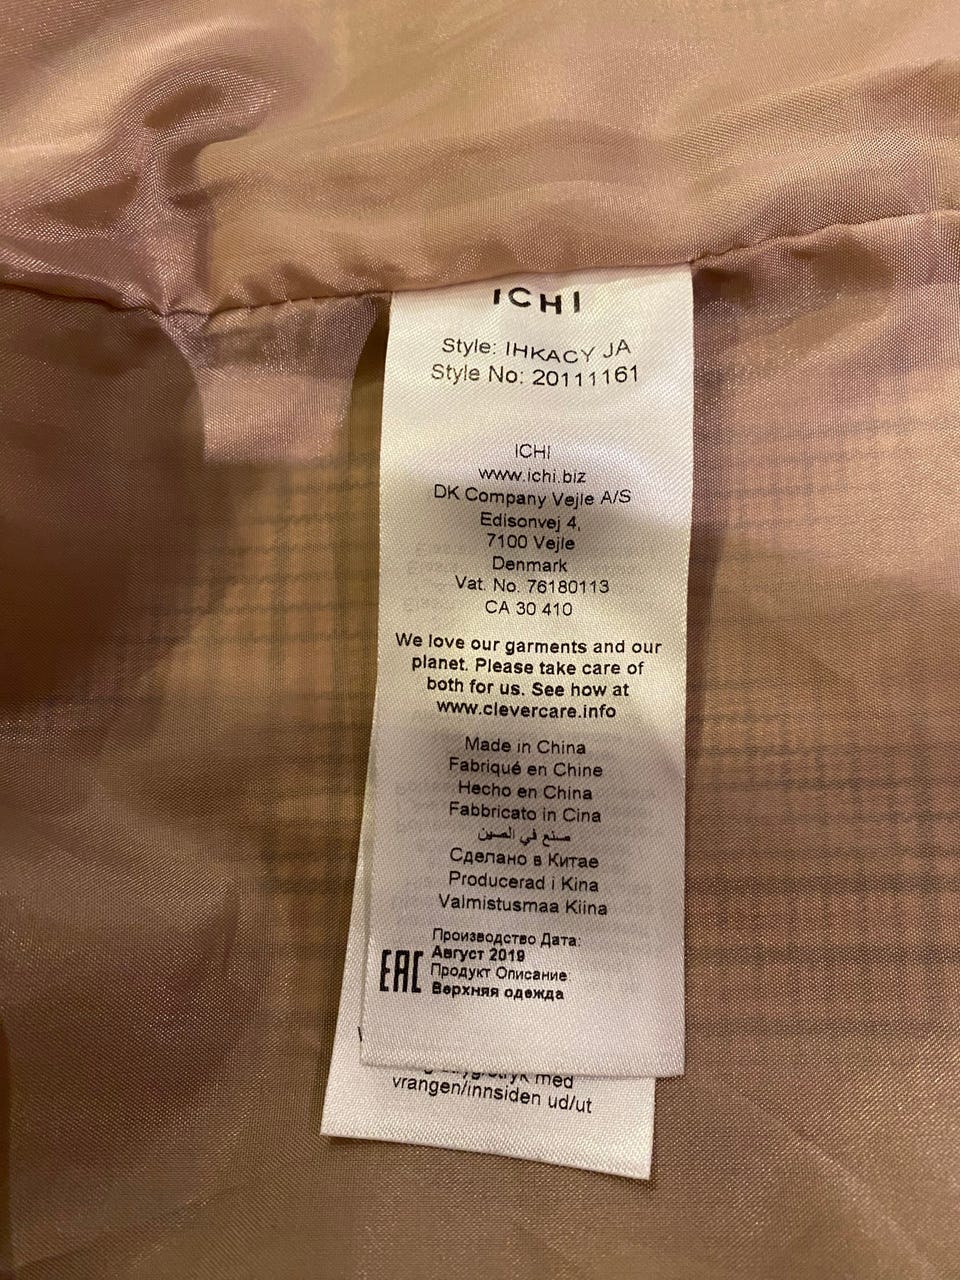 ICHI
Style: IHKACY JA
Style No: 20111161
ICHI
www.ichi.biz
DK Company Vejle A/S
Edisonvej 4,
7100 Vejle
Denmark
Vat. No. 76180113
CA 30 410
We love our garments and our
planet. Please take care of
both for us. See how at
www.clevercare.info
Made in China
Fabriqué en Chine
Hecho en China
Fabbricato in Cina
صنع في الصين
Сделано в Китае
Producerad i Kina
Valmistusmaa Kiina
Производство Дата:
Август 2019
Продукт Описание:
Верхняя одежда
EAC
med
vrangen/innsiden ud/ut